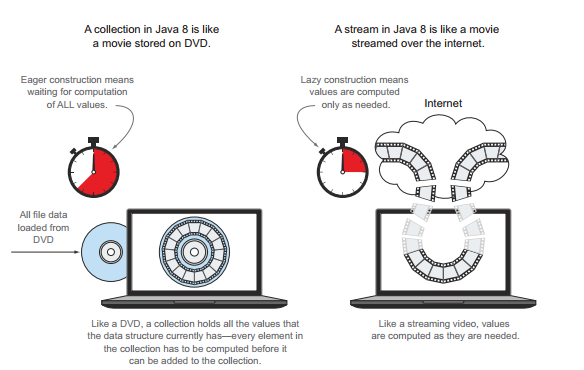 A collection in Java 8 is like
a movie stored on DVD.
A stream in Java 8 is like a movie
streamed over the internet.
Eager construction means
waiting for computation
of ALL values.
Lazy construction means
values are computed
only as needed.
Internet
All file data
loaded from
DVD
Like a DVD, a collection holds all the values that
the data structure currently has—every element in
the collection has to be computed before it
can be added to the collection.
Like a streaming video, values
are computed as they are needed.